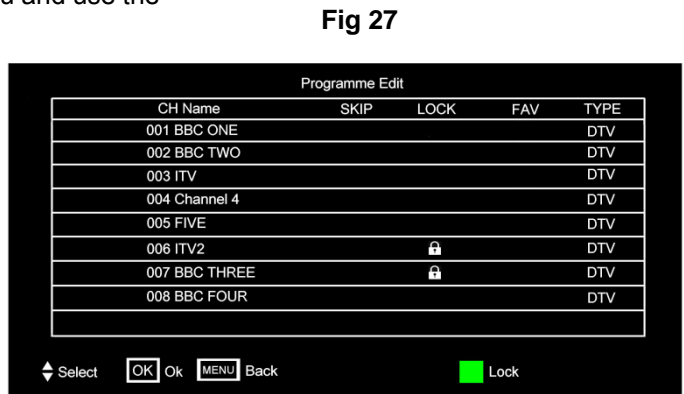 and use the
Fig 27
Programme Edit
CH Name SKIP LOCK FAV TYPE
001 BBC ONE DTV
002 BBC TWO DTV
003 ITV DTV
004 Channel 4 DTV
005 FIVE DTV
006 ITV2 DTV
007 BBC THREE DTV
008 BBC FOUR DTV
Select OK Ok MENU Back Lock